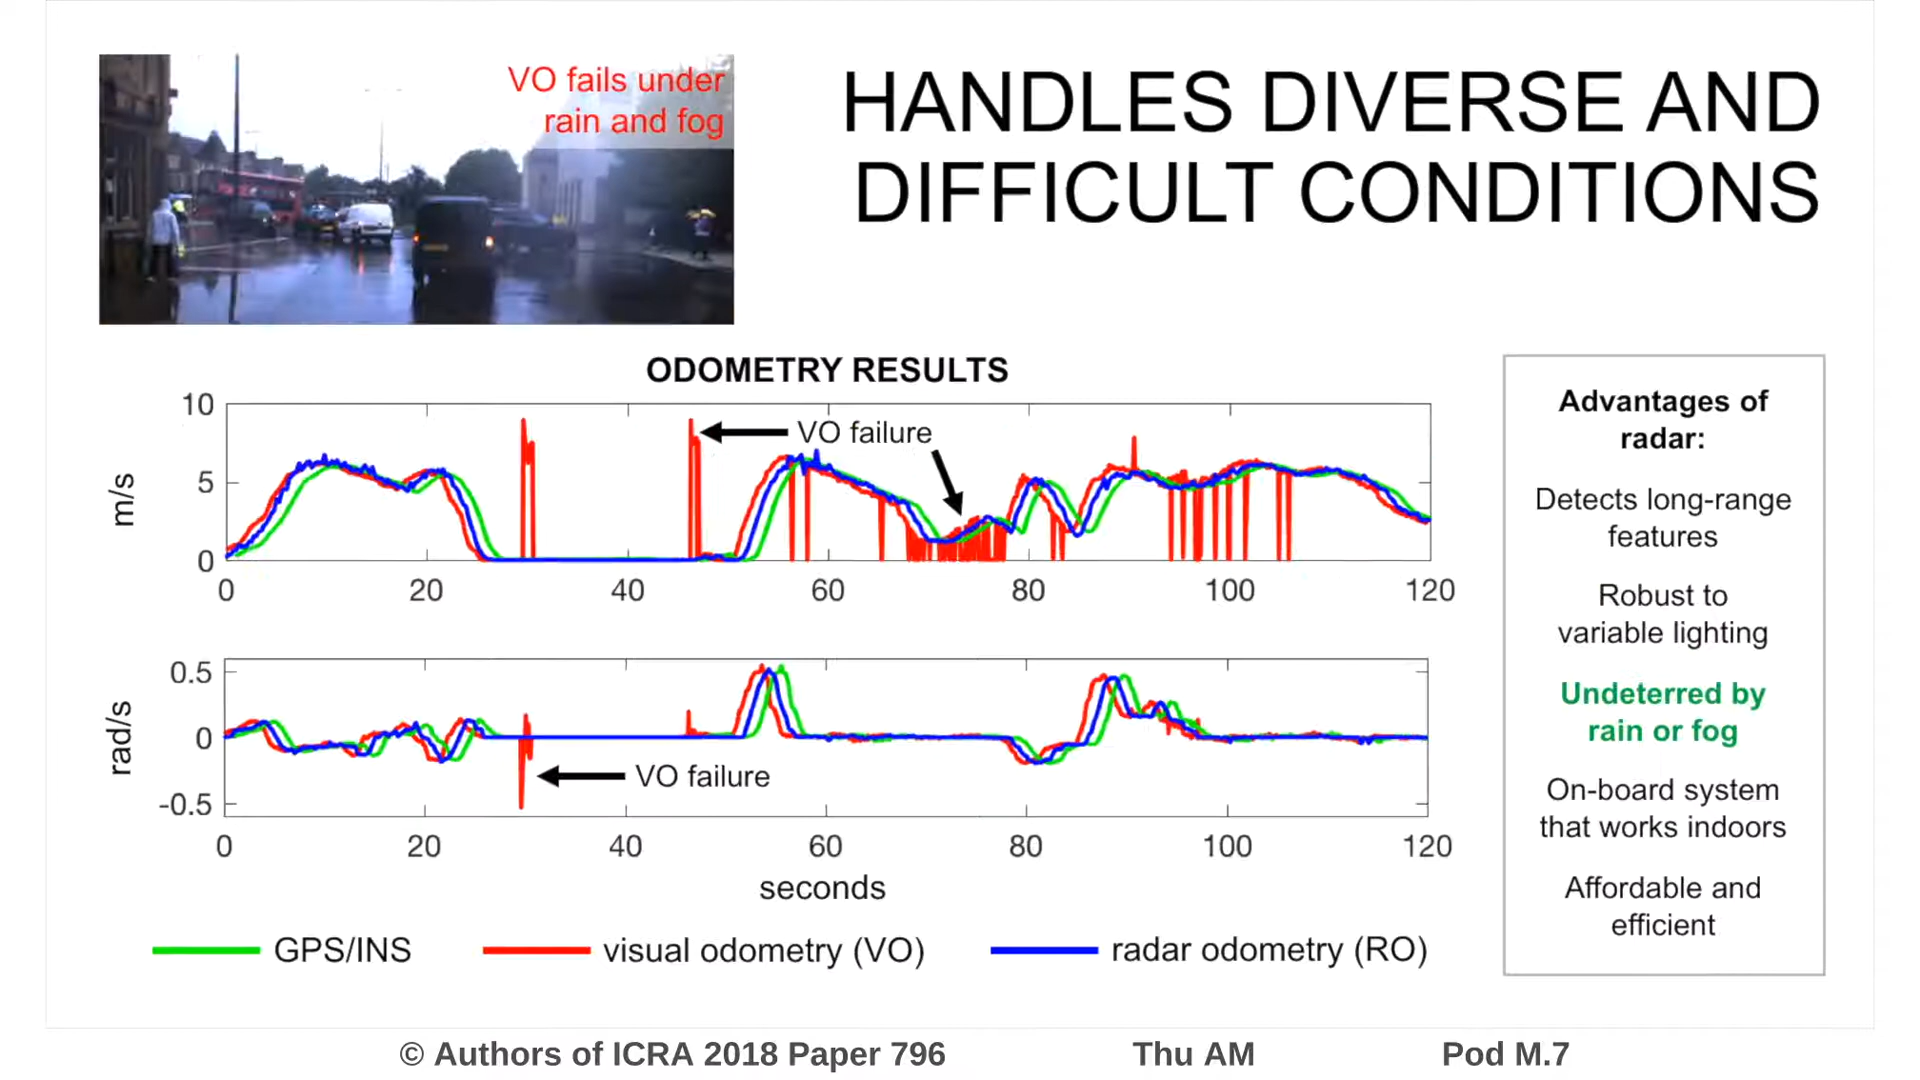 VO fails under
rain and fog
HANDLES DIVERSE AND
DIFFICULT CONDITIONS
ODOMETRY RESULTS
10
5
0
m/s
VO failure
0 20 40 60 80 100 120
0.5
0
-0.5
rad/s
VO failure
0 20 40 60 80 100 120
seconds
GPS/INS visual odometry (VO) radar odometry (RO)
Advantages of
radar:
Detects long-range
features
Robust to
variable lighting
Undeterred by
rain or fog
On-board system
that works indoors
Affordable and
efficient
© Authors of ICRA 2018 Paper 796 Thu AM Pod M.7